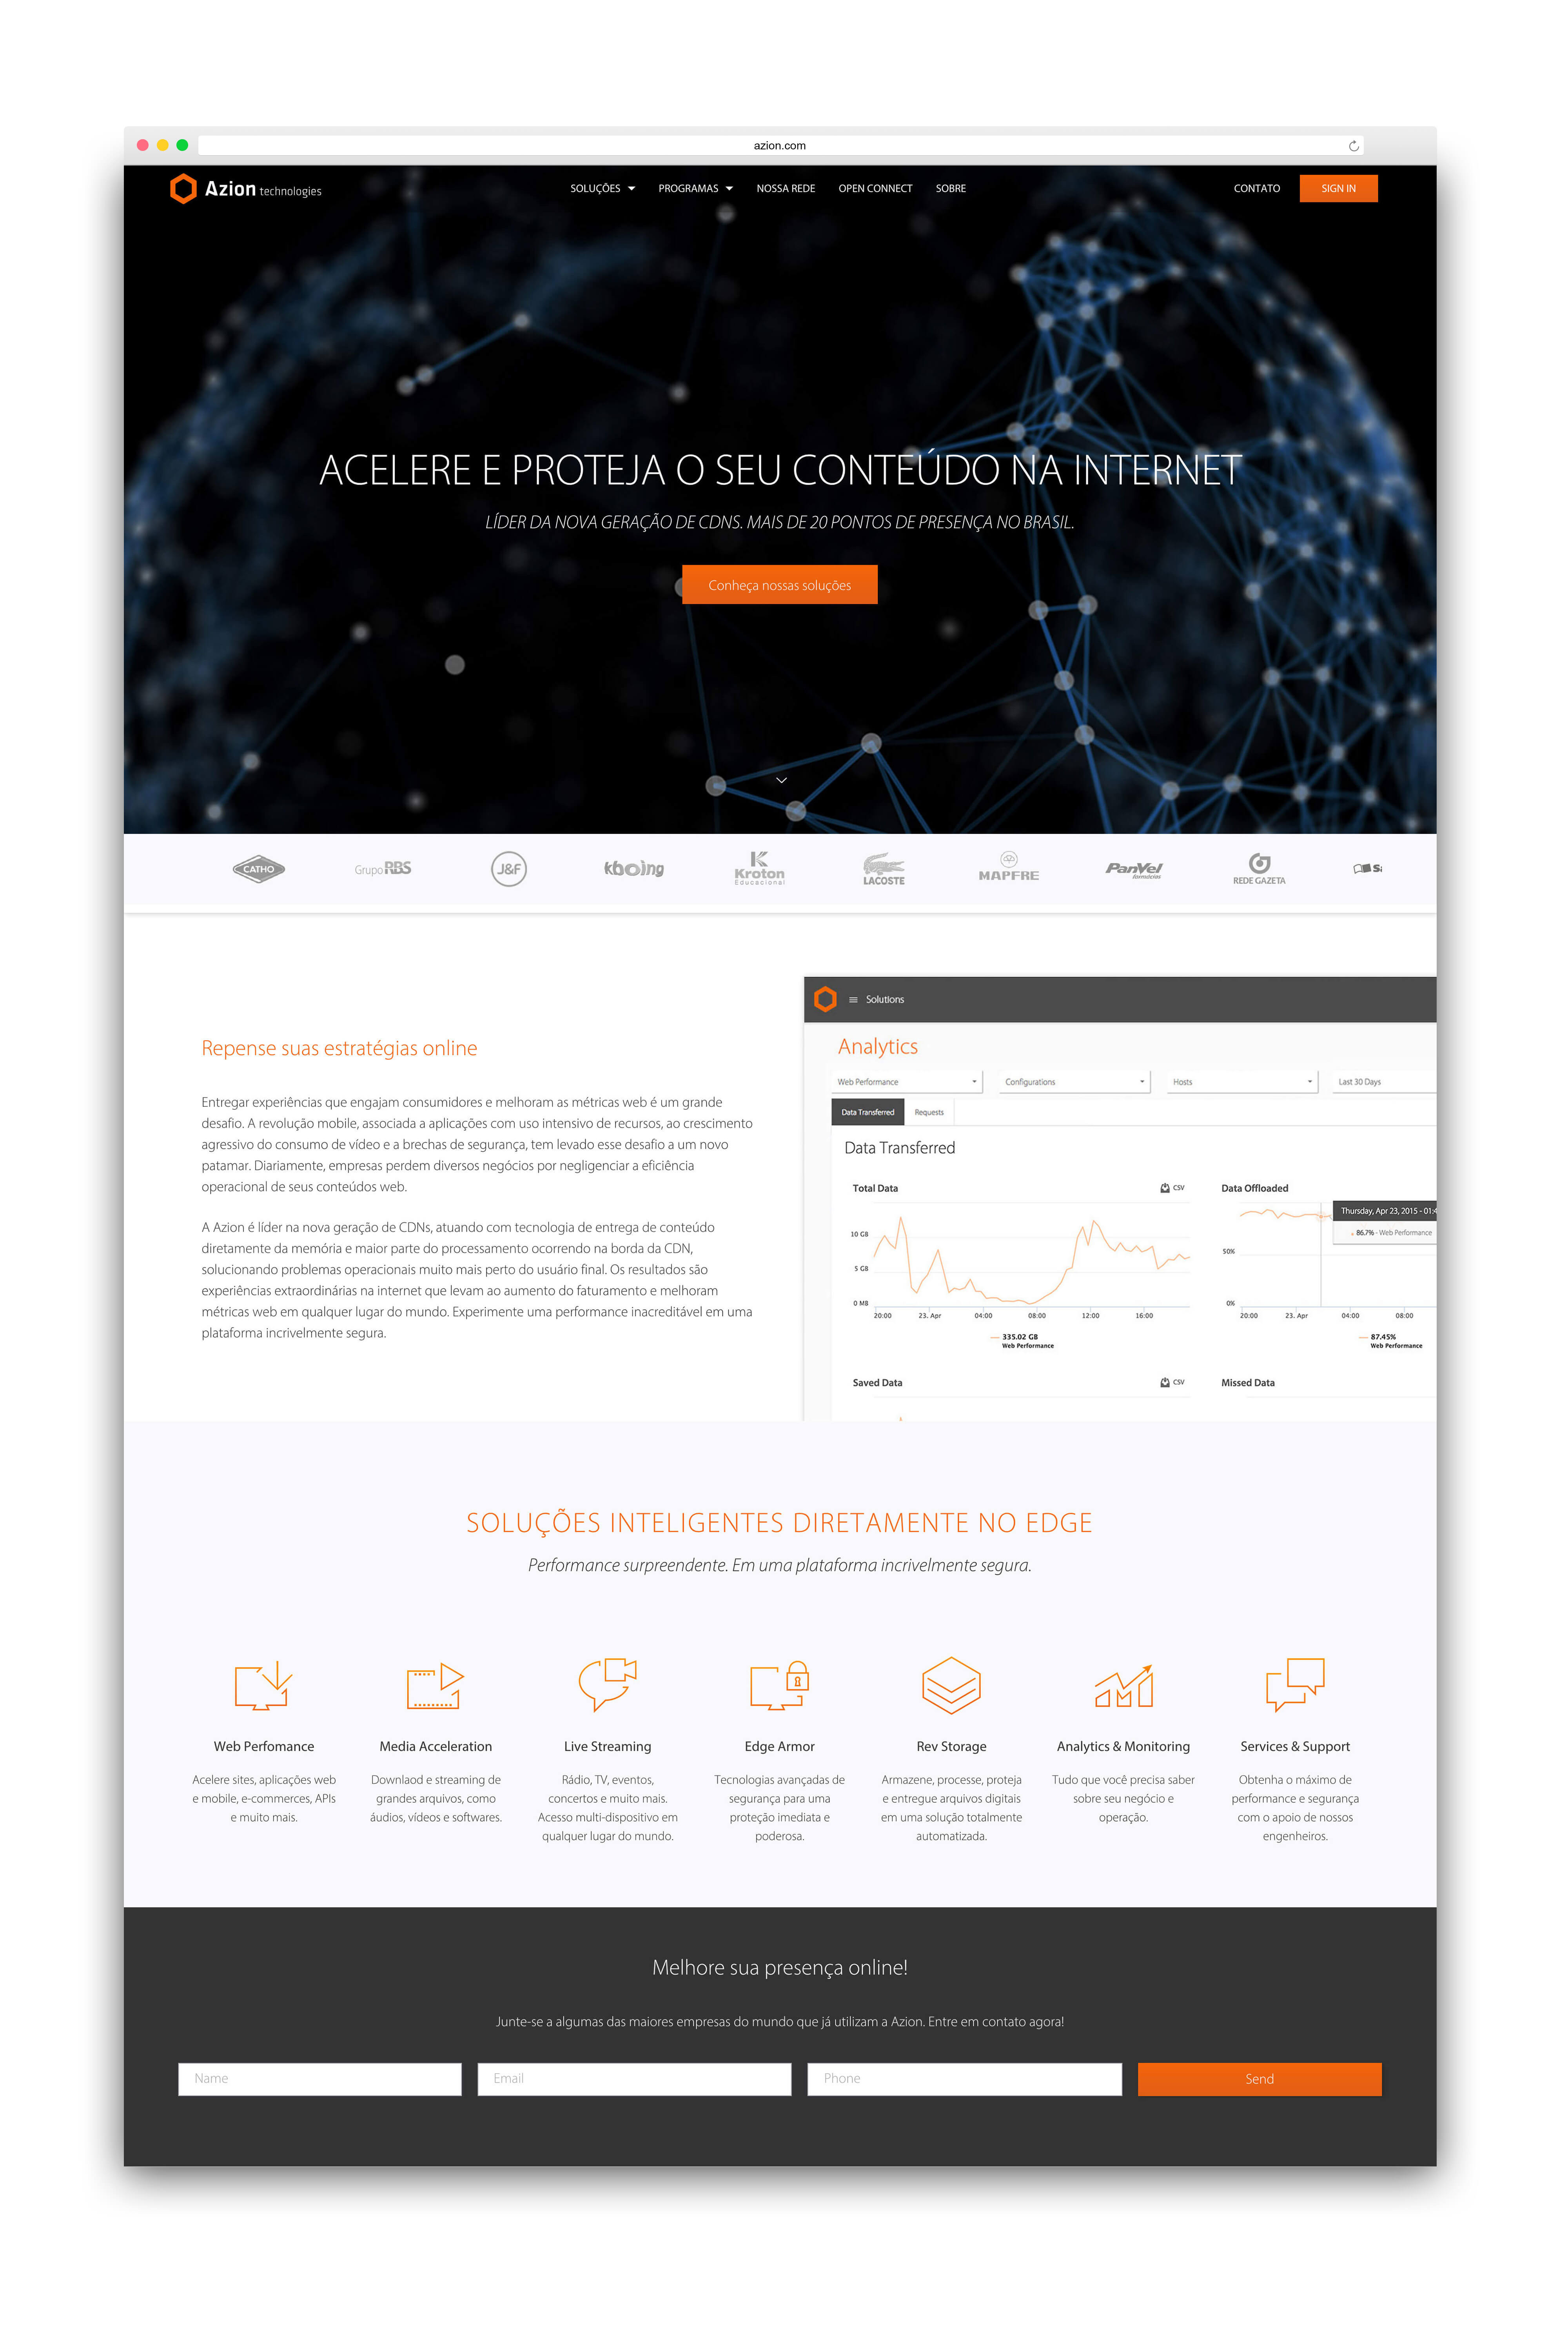 azion.com
Azion technologies
SOLUÇÕES
PROGRAMAS
NOSSA REDE
OPEN CONNECT
SOBRE
CONTATO
SIGN IN
ACELERE E PROTEJA O SEU CONTEÚDO NA INTERNET
LÍDER DA NOVA GERAÇÃO DE CDNS. MAIS DE 20 PONTOS DE PRESENÇA NO BRASIL.
Conheça nossas soluções
CATHO
Grupo RBS
J&F
kboing
K
Kroton
Educacional
LACOSTE
MAPFRE
PanVel
farmácias
REDE GAZETA
Repense suas estratégias online
Entregar experiências que engajam consumidores e melhoram as métricas web é um grande
desafio. A revolução mobile, associada a aplicações com uso intensivo de recursos, ao crescimento
agressivo do consumo de vídeo e a brechas de segurança, tem levado esse desafio a um novo
patamar. Diariamente, empresas perdem diversos negócios por negligenciar a eficiência
operacional de seus conteúdos web.
A Azion é líder na nova geração de CDNs, atuando com tecnologia de entrega de conteúdo
diretamente da memória e maior parte do processamento ocorrendo na borda da CDN,
solucionando problemas operacionais muito mais perto do usuário final. Os resultados são
experiências extraordinárias na internet que levam ao aumento do faturamento e melhoram
métricas web em qualquer lugar do mundo. Experimente uma performance inacreditável em uma
plataforma incrivelmente segura.
Solutions
Analytics
Web Performance
Configurations
Hosts
Last 30 Days
Data Transferred
Requests
Data Transferred
Total Data
CSV
10 GB
5 GB
0 MB
20:00 23. Apr 04:00 08:00 12:00 16:00
335.02 GB
Web Performance
Data Offloaded
Thursday, Apr 23, 2015 - 01:4
86.7% - Web Performance
50%
0%
20:00 23. Apr 04:00 08:00
87.45%
Web Performance
Saved Data
CSV
Missed Data
SOLUÇÕES INTELIGENTES DIRETAMENTE NO EDGE
Performance surpreendente. Em uma plataforma incrivelmente segura.
Web Perfomance
Acelere sites, aplicações web
e mobile, e-commerces, APIs
e muito mais.
Media Acceleration
Downlaod e streaming de
grandes arquivos, como
áudios, vídeos e softwares.
Live Streaming
Rádio, TV, eventos,
concertos e muito mais.
Acesso multi-dispositivo em
qualquer lugar do mundo.
Edge Armor
Tecnologias avançadas de
segurança para uma
proteção imediata e
poderosa.
Rev Storage
Armazene, processe, proteja
e entregue arquivos digitais
em uma solução totalmente
automatizada.
Analytics & Monitoring
Tudo que você precisa saber
sobre seu negócio e
operação.
Services & Support
Obtenha o máximo de
performance e segurança
com o apoio de nossos
engenheiros.
Melhore sua presença online!
Junte-se a algumas das maiores empresas do mundo que já utilizam a Azion. Entre em contato agora!
Name
Email
Phone
Send